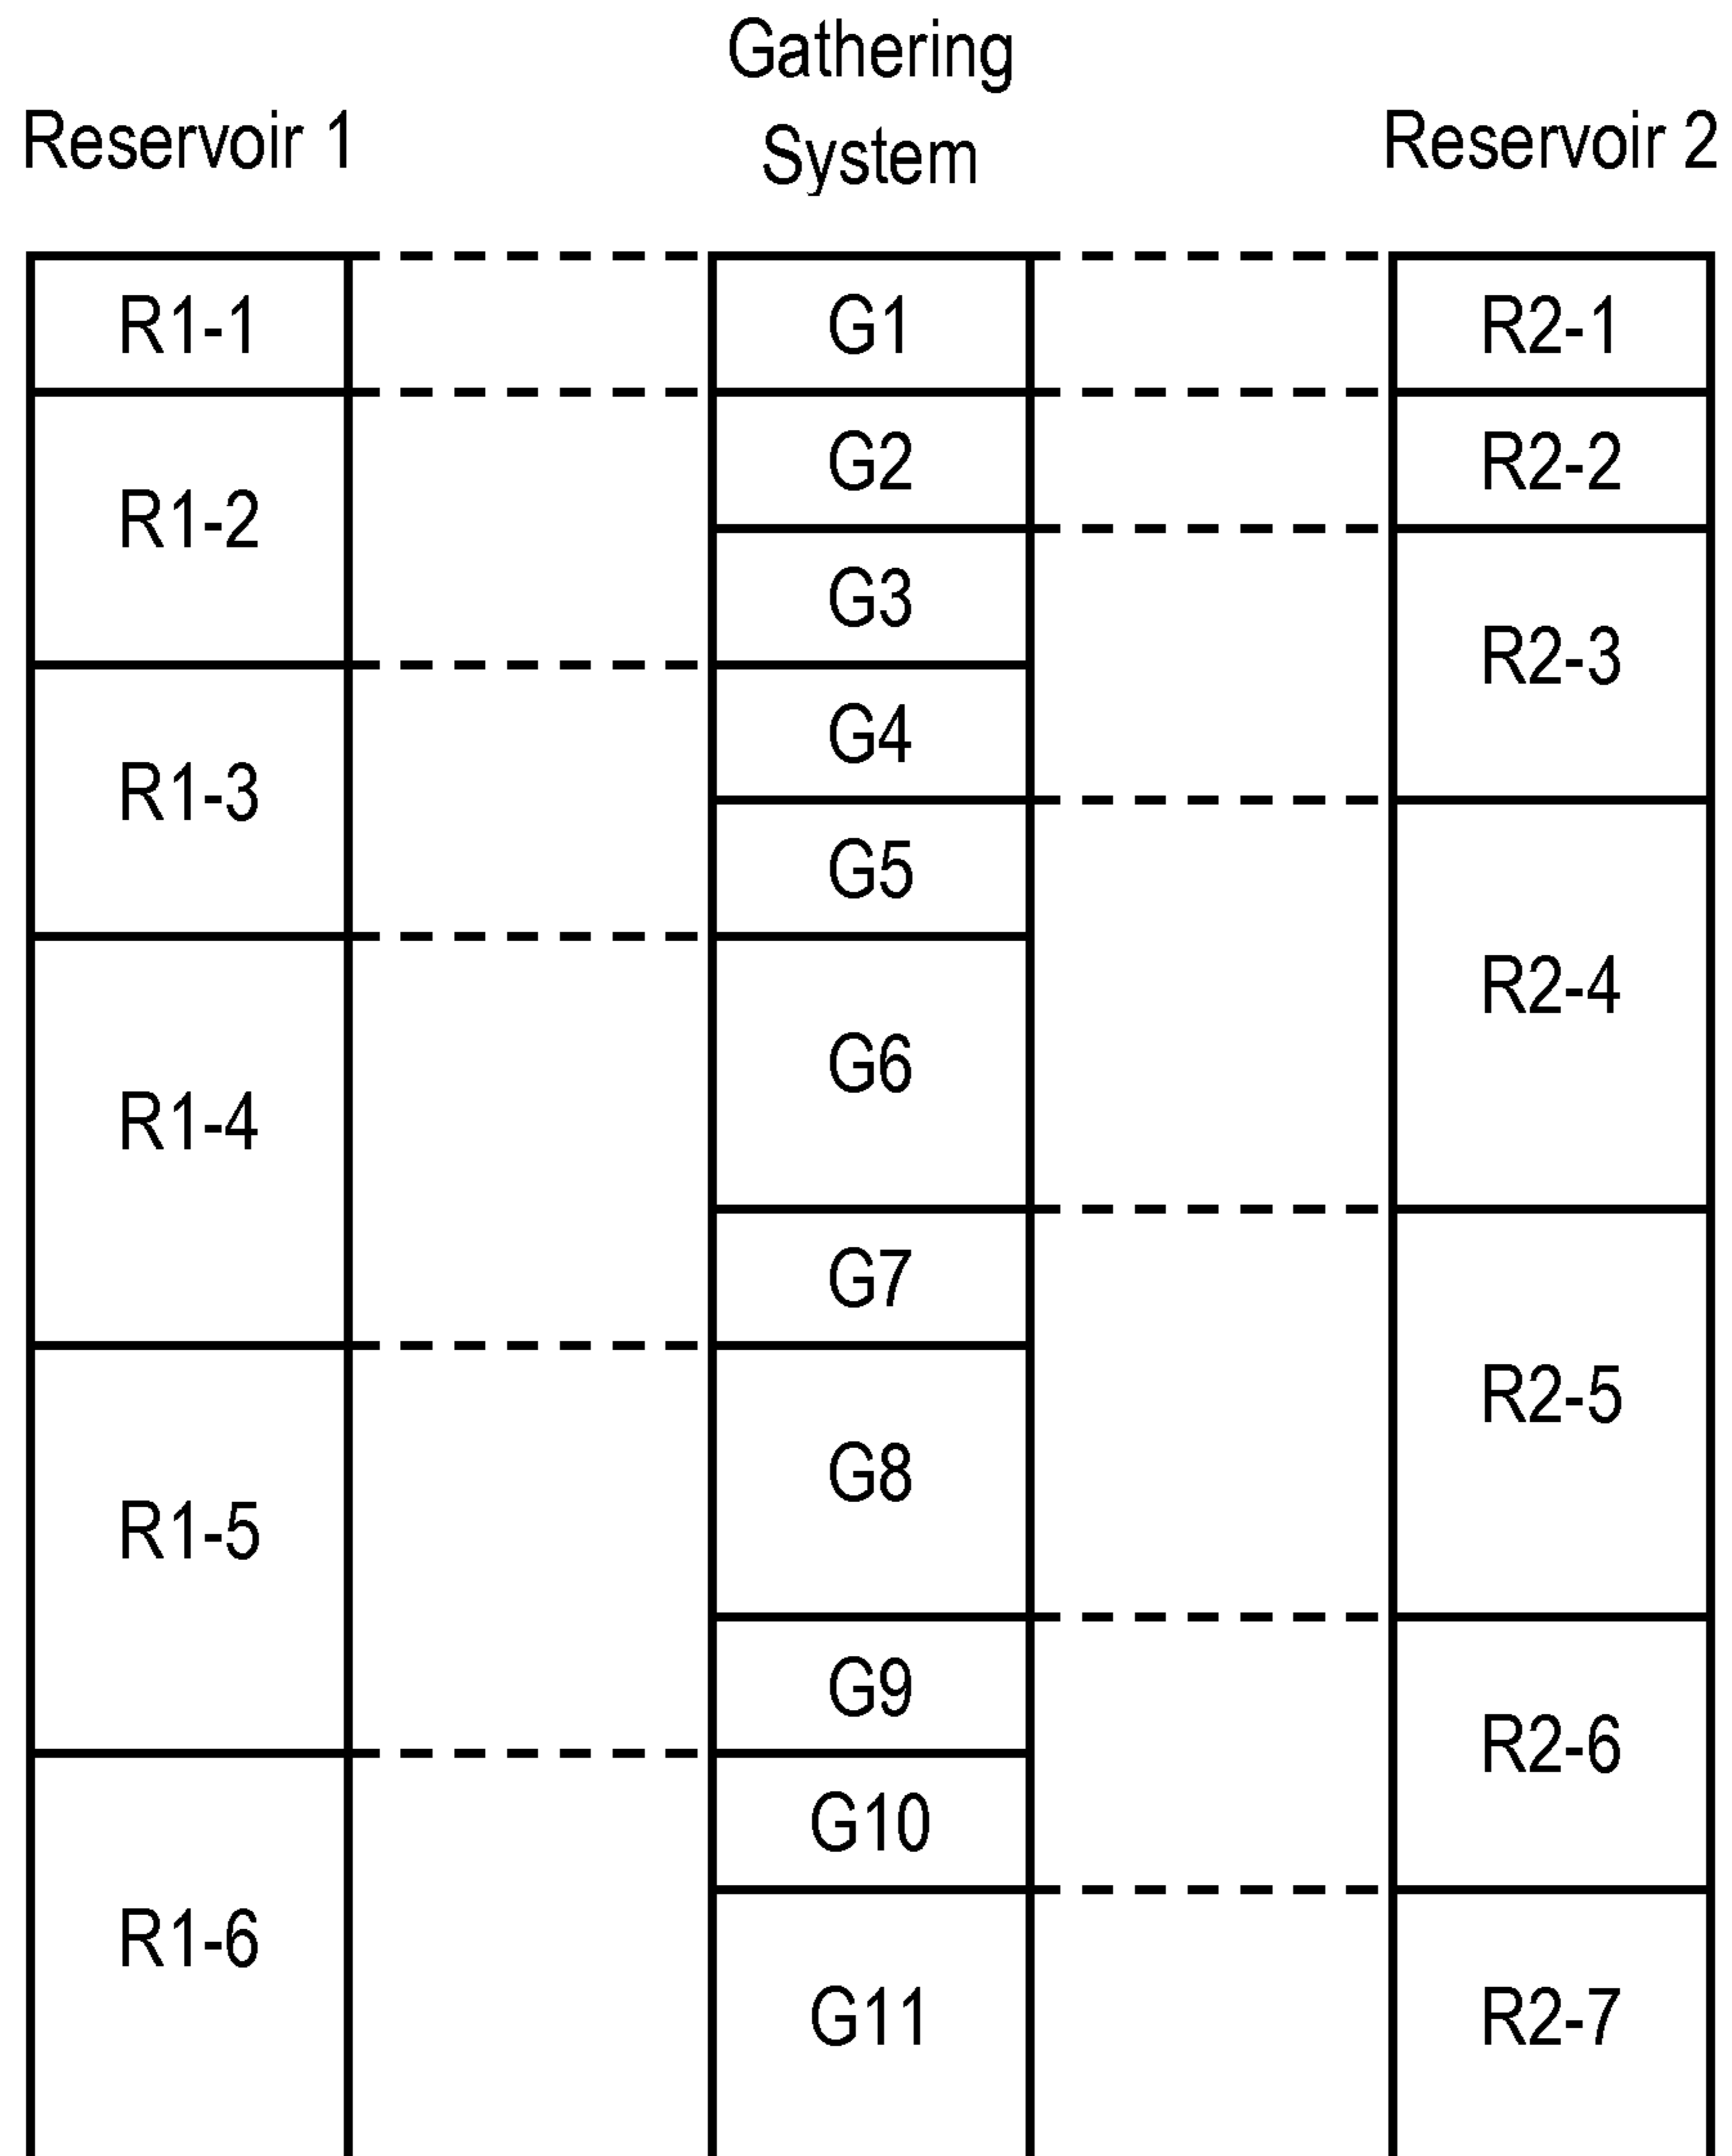 Gathering
System
Reservoir 1
Reservoir 2
R1-1
G1
R2-1
G2
R2-2
R1-2
G3
R2-3
G4
R1-3
G5
R2-4
G6
R1-4
G7
R2-5
G8
R1-5
G9
R2-6
G10
R1-6
G11
R2-7